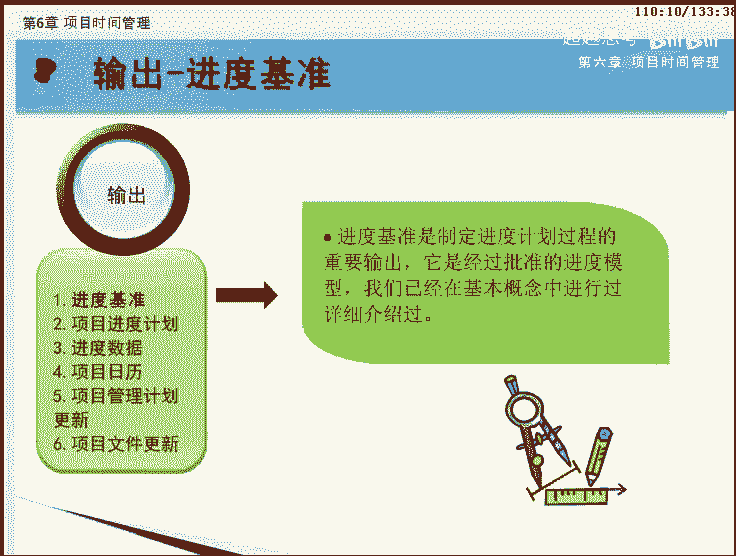 第6章 项目时间管理
110:10/133:38
第六章 项目时间管理
输出-进度基准
输出
1.进度基准
2.项目进度计划
3.进度数据
4.项目日历
5.项目管理计划
更新
6.项目文件更新
• 进度基准是制定进度计划过程的
重要输出，它是经过批准的进度模
型，我们已经在基本概念中进行过
详细介绍过。